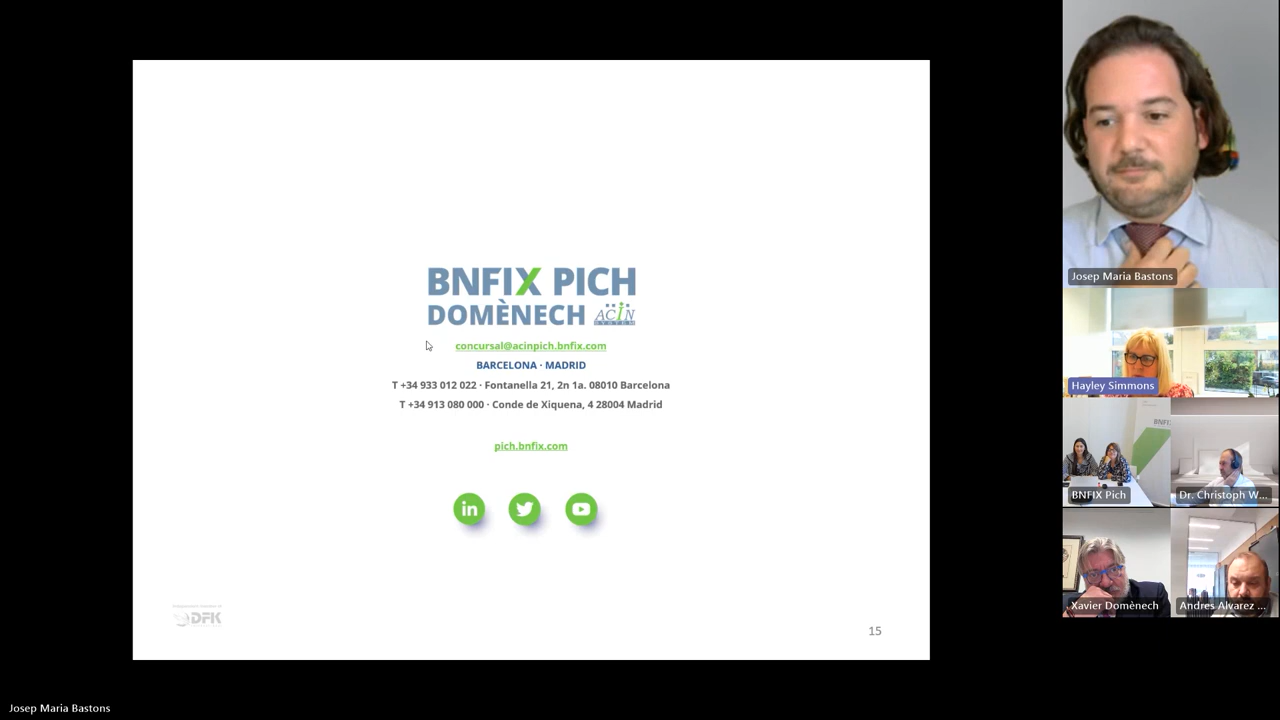 BNFIX PICH
DOMÈNECH ACIN
concursal@acinpich.bnfix.com
BARCELONA · MADRID
T +34 933 012 022 · Fontanella 21, 2n 1a. 08010 Barcelona
T +34 913 080 000 · Conde de Xiquena, 4 28004 Madrid
pich.bnfix.com
in
DFK
15
Josep Maria Bastons
Hayley Simmons
BNFIX
BNFIX Pich
Dr. Christoph W...
Xavier Domènech
Andres Alvarez ...
Josep Maria Bastons